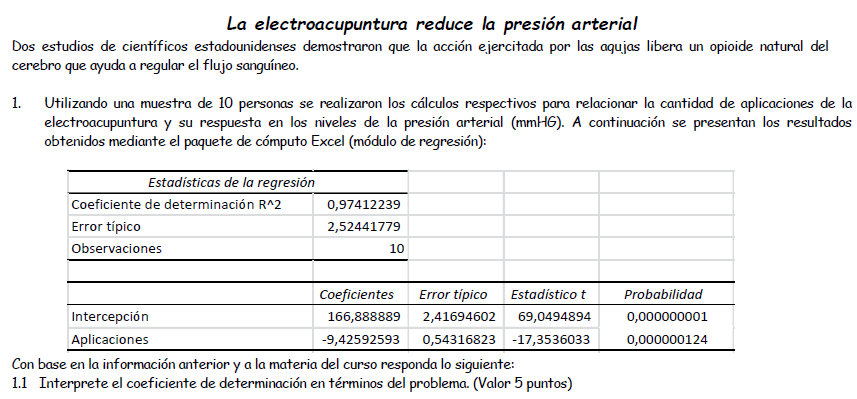 La electroacupuntura reduce la presión arterial
Dos estudios de científicos estadounidenses demostraron que la acción ejercitada por las agujas libera un opioide natural del
cerebro que ayuda a regular el flujo sanguíneo.
1. Utilizando una muestra de 10 personas se realizaron los cálculos respectivos para relacionar la cantidad de aplicaciones de la
electroacupuntura y su respuesta en los niveles de la presión arterial (mmHG). A continuación se presentan los resultados
obtenidos mediante el paquete de cómputo Excel (módulo de regresión):
Estadísticas de la regresión
Coeficiente de determinación R^2 0,97412239
Error típico 2,52441779
Observaciones 10
Coeficientes Error típico Estadístico t Probabilidad
Intercepción 166,888889 2,41694602 69,0494894 0,000000001
Aplicaciones -9,42592593 0,54316823 -17,3536033 0,000000124
Con base en la información anterior y a la materia del curso responda lo siguiente:
1.1 Interprete el coeficiente de determinación en términos del problema. (Valor 5 puntos)